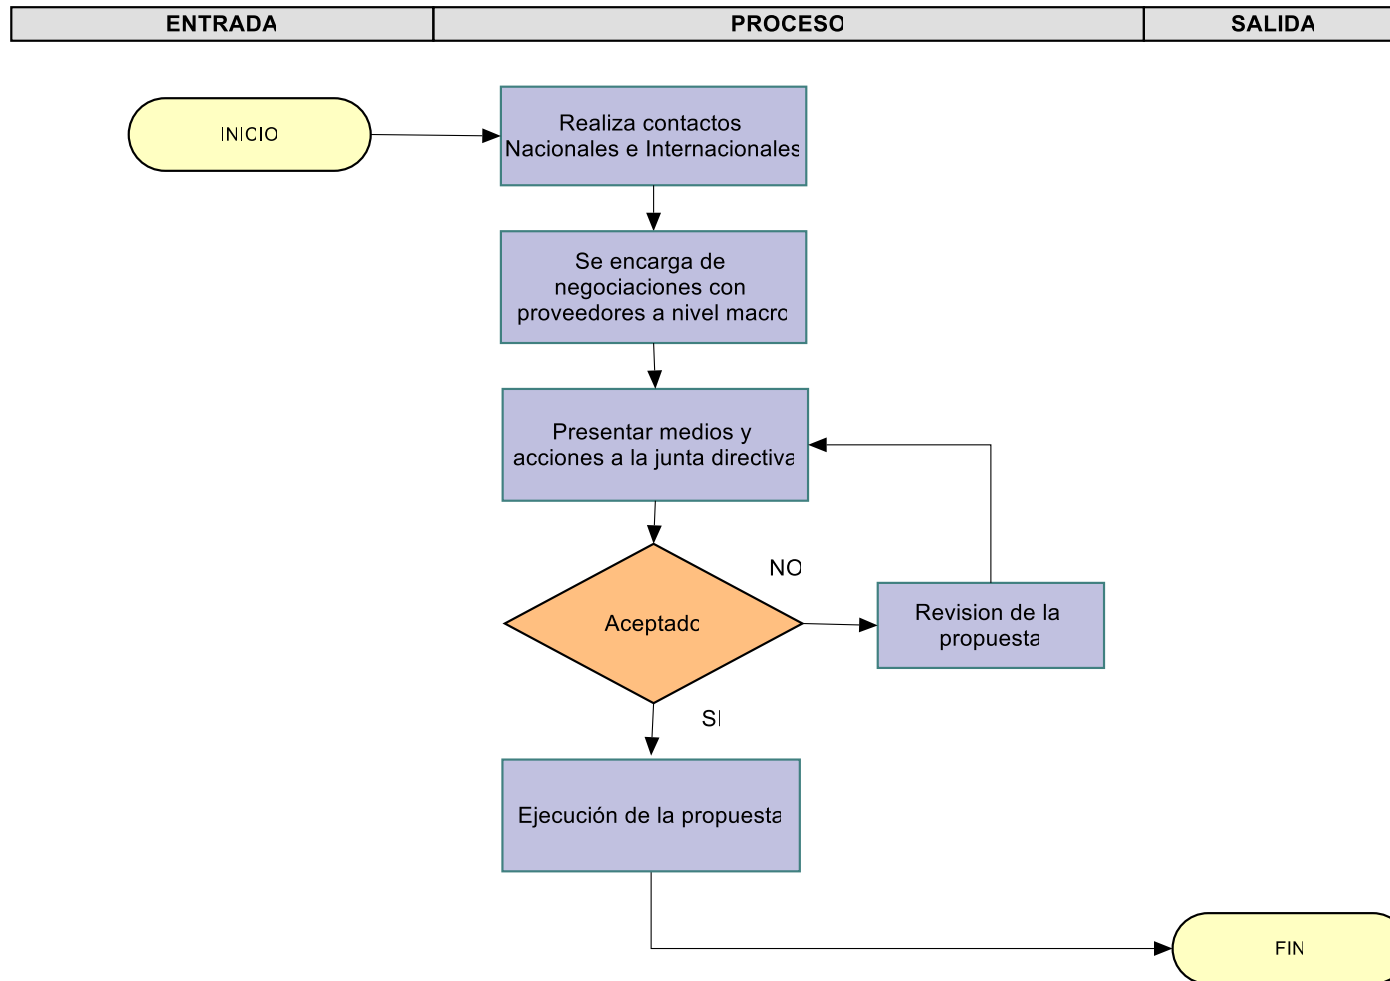 ENTRADA
PROCESO
SALIDA
INICIO
Realiza contactos
Nacionales e Internacionales
Se encarga de
negociaciones con
proveedores a nivel macro
Presentar medios y
acciones a la junta directiva
NO
Aceptado
Revision de la
propuesta
SI
Ejecución de la propuesta
FIN